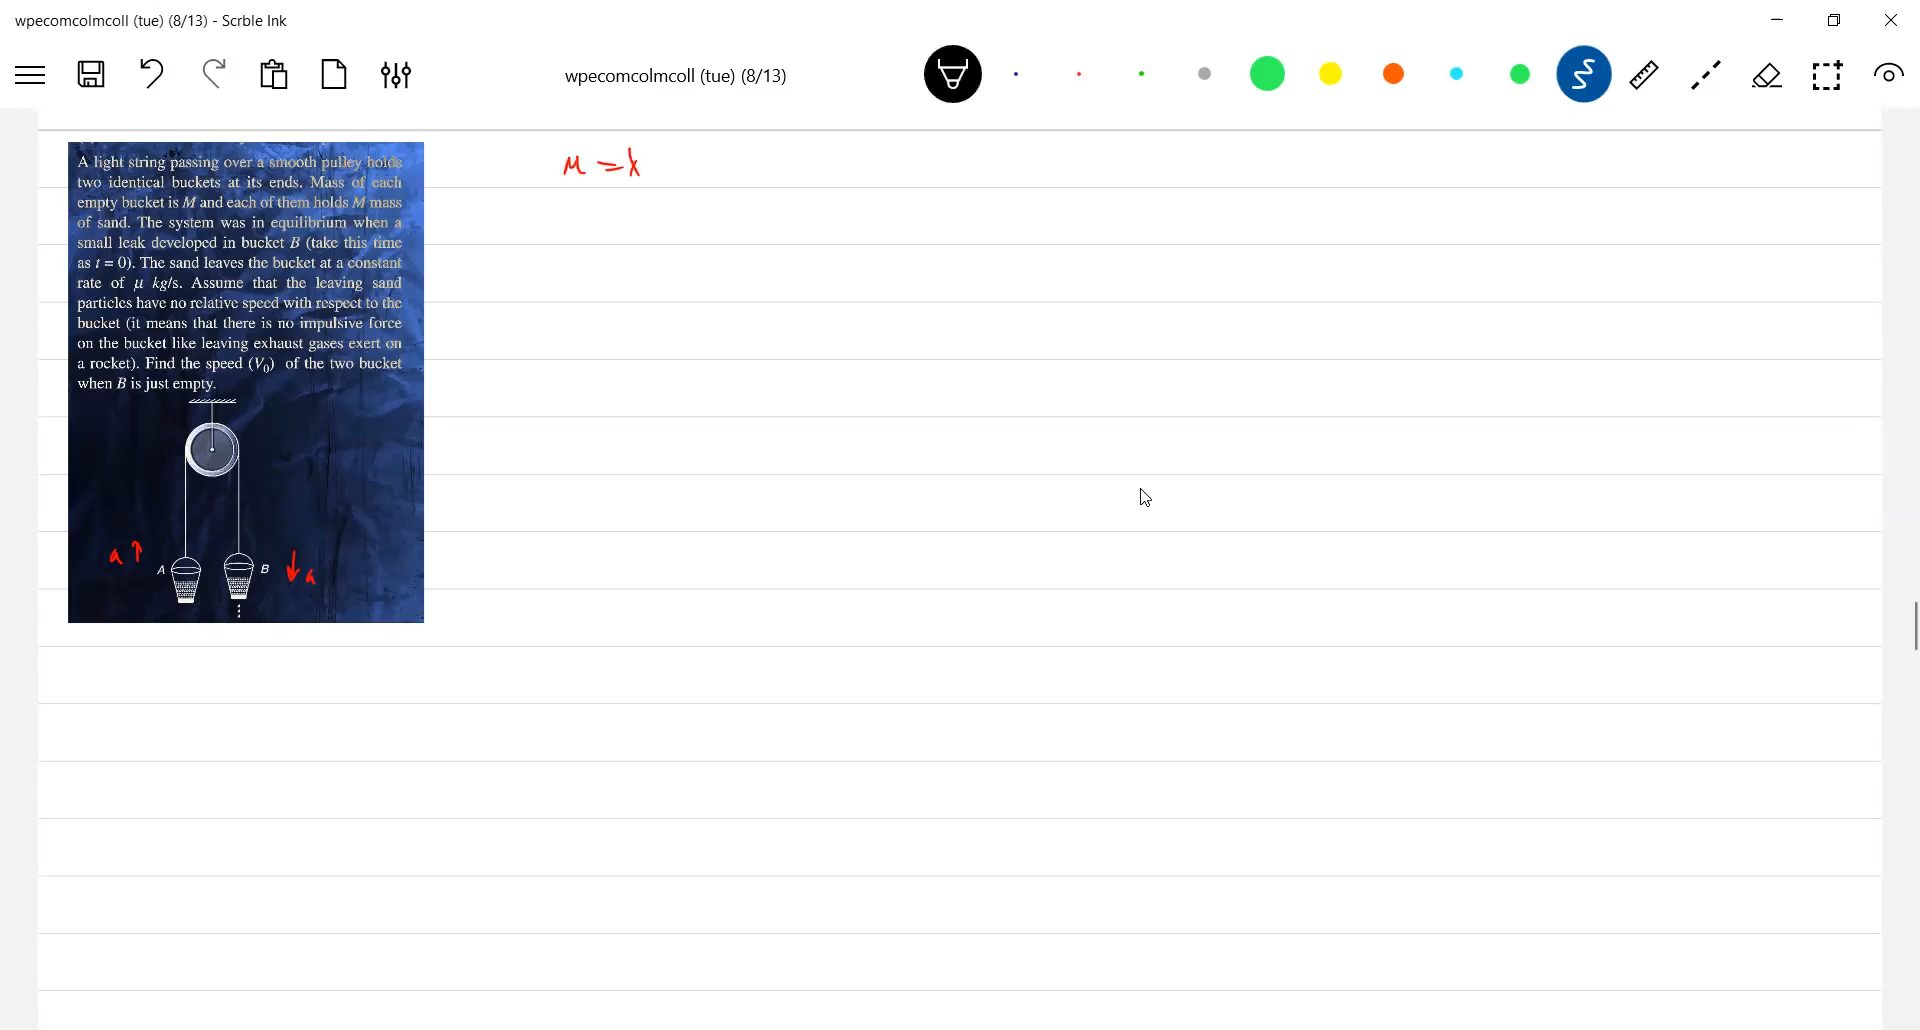 wpecomcolmcoll (tue) (8/13) - Scrble Ink
wpecomcolmcoll (tue) (8/13)
A light string passing over a smooth pulley holds
two identical buckets at its ends. Mass of each
empty bucket is M and each of them holds M mass
of sand. The system was in equilibrium when a
small leak developed in bucket B (take this time
as t = 0). The sand leaves the bucket at a constant
rate of μ kg/s. Assume that the leaving sand
particles have no relative speed with respect to the
bucket (it means that there is no impulsive force
on the bucket like leaving exhaust gases exert on
a rocket). Find the speed (V₀) of the two bucket
when B is just empty.
μ = k
a ↑
A
B
↓ a